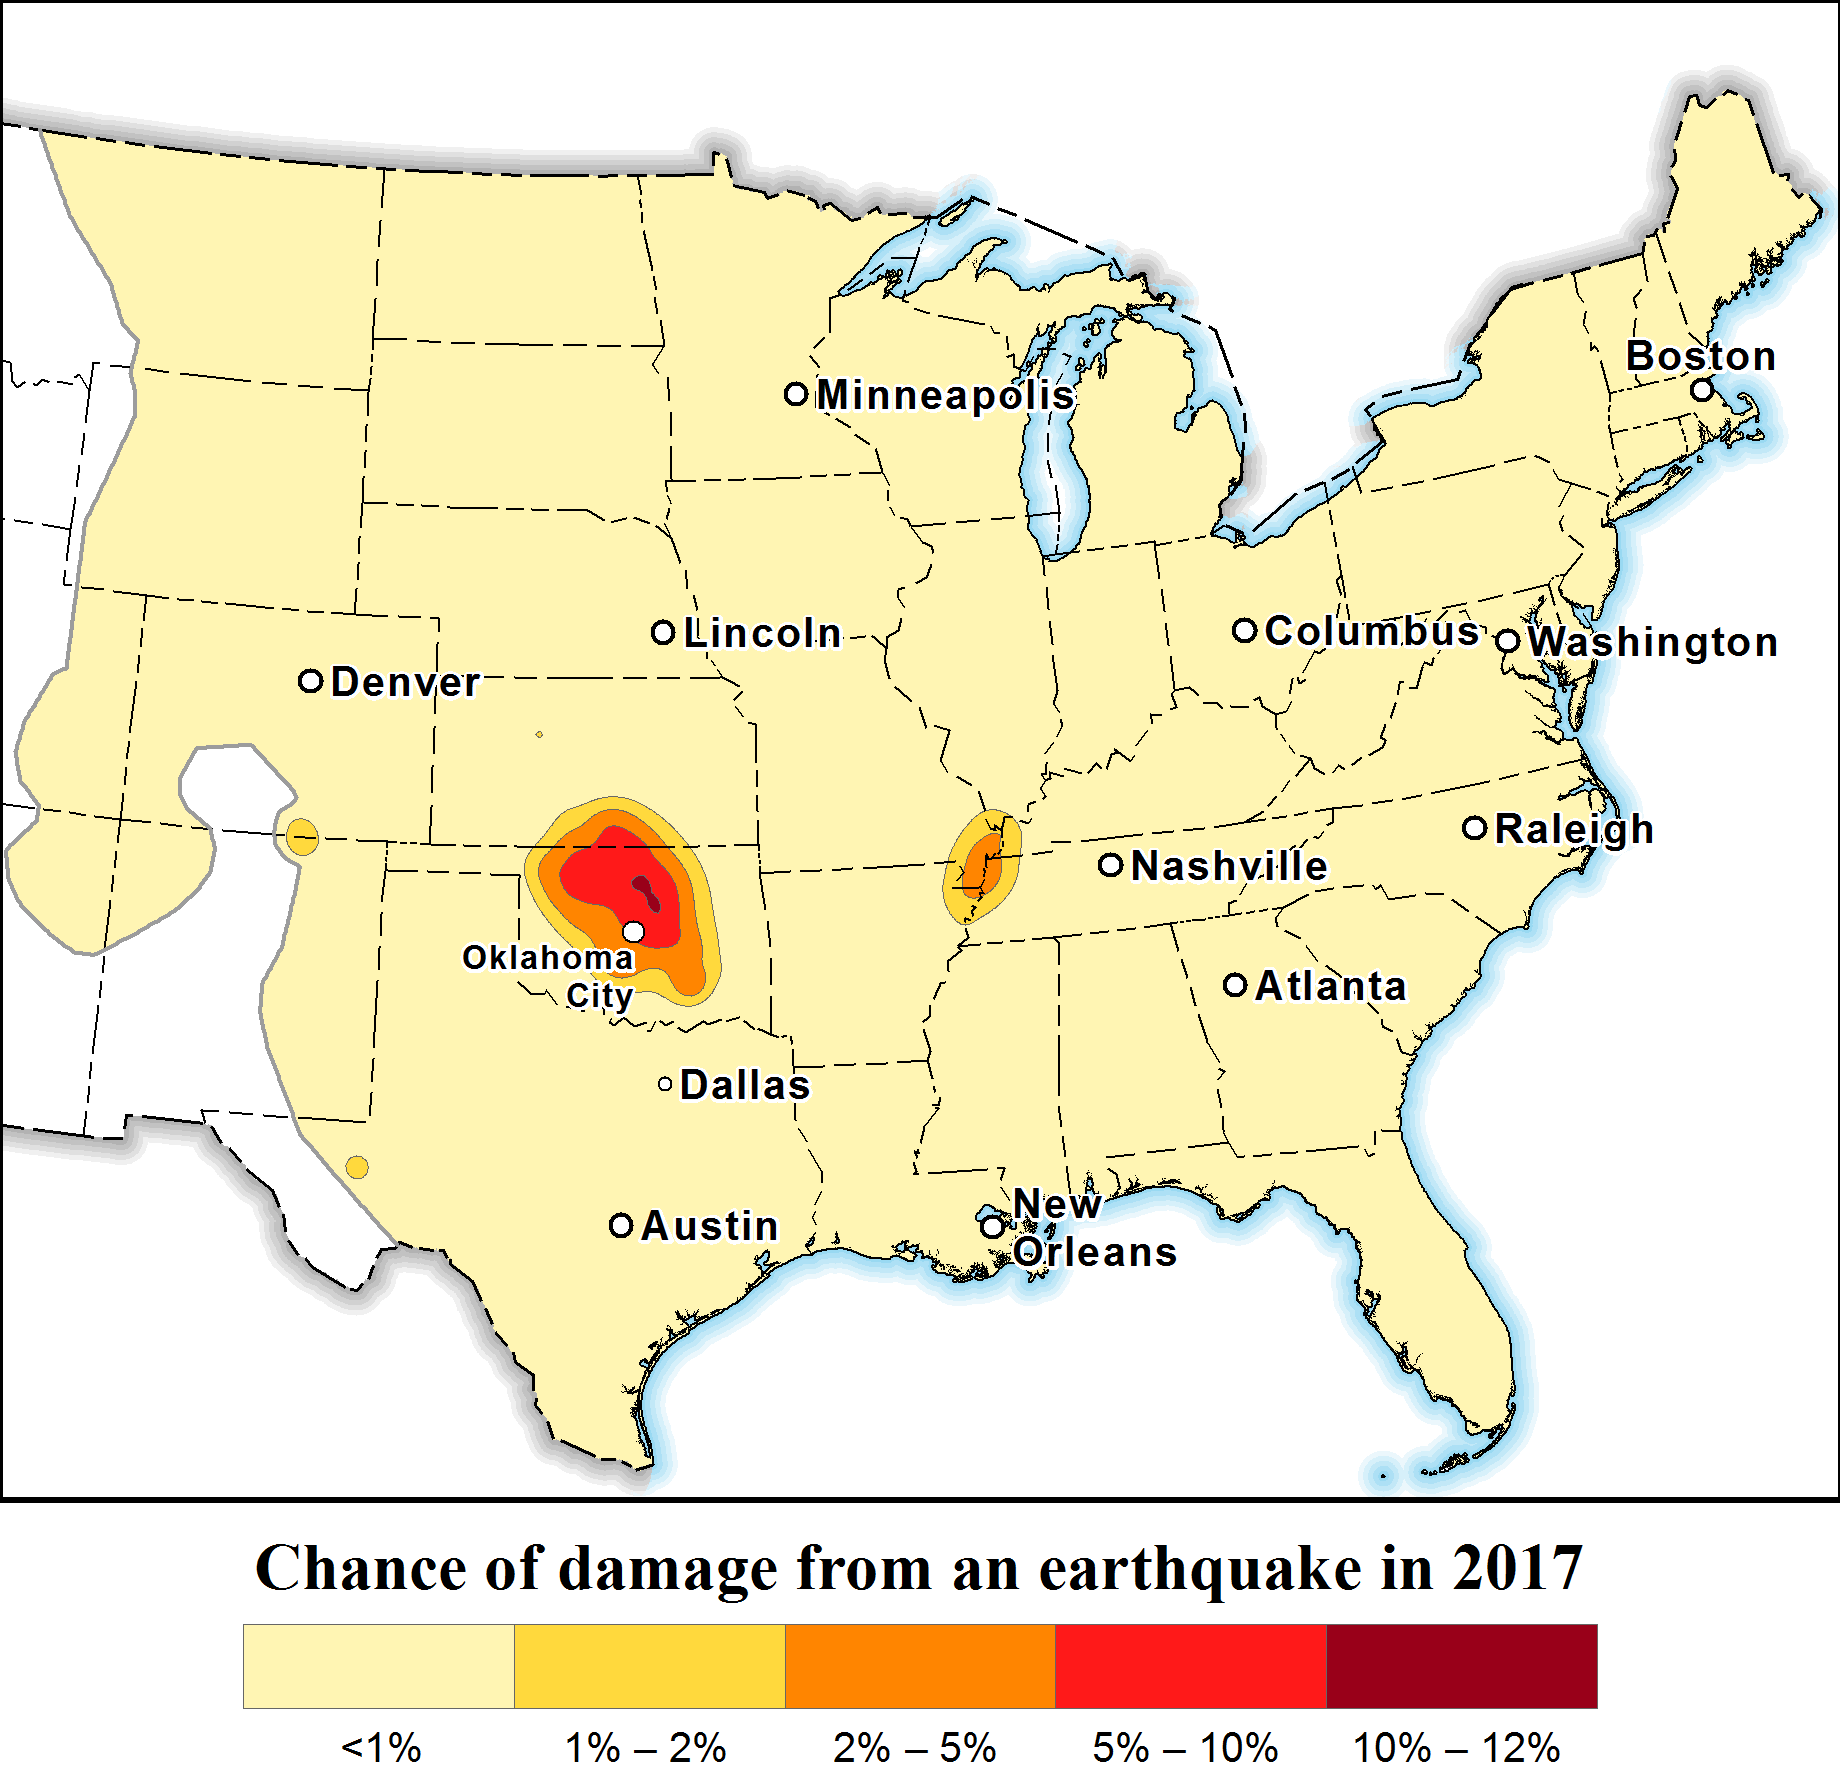 Boston
Minneapolis
Lincoln
Columbus
Washington
Denver
Raleigh
Nashville
Oklahoma
City
Atlanta
Dallas
New
Orleans
Austin
Chance of damage from an earthquake in 2017
<1%
1% – 2%
2% – 5%
5% – 10%
10% – 12%